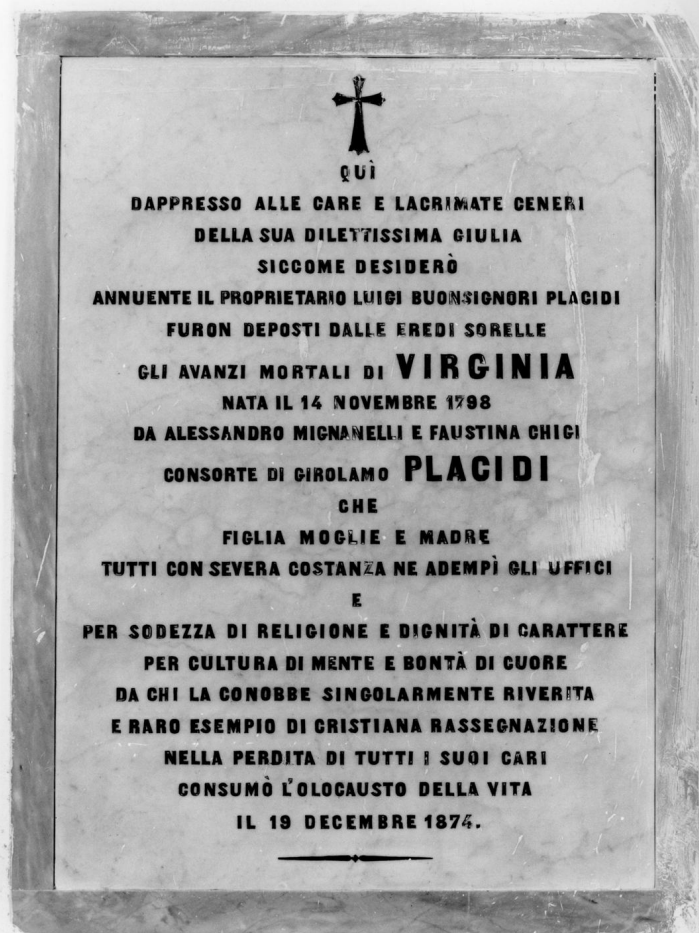 QUÌ
DAPPRESSO ALLE CARE E LACRIMATE CENERI
DELLA SUA DILETTISSIMA GIULIA
SICCOME DESIDERÒ
ANNUENTE IL PROPRIETARIO LUIGI BUONSIGNORI PLACIDI
FURON DEPOSTI DALLE EREDI SORELLE
GLI AVANZI MORTALI DI VIRGINIA
NATA IL 14 NOVEMBRE 1798
DA ALESSANDRO MIGNANELLI E FAUSTINA CHIGI
CONSORTE DI GIROLAMO PLACIDI
CHE
FIGLIA MOGLIE E MADRE
TUTTI CON SEVERA COSTANZA NE ADEMPÌ GLI UFFICI
E
PER SODEZZA DI RELIGIONE E DIGNITÀ DI CARATTERE
PER CULTURA DI MENTE E BONTÀ DI CUORE
DA CHI LA CONOBBE SINGOLARMENTE RIVERITA
E RARO ESEMPIO DI CRISTIANA RASSEGNAZIONE
NELLA PERDITA DI TUTTI I SUOI CARI
CONSUMÒ L'OLOCAUSTO DELLA VITA
IL 19 DECEMBRE 1874.